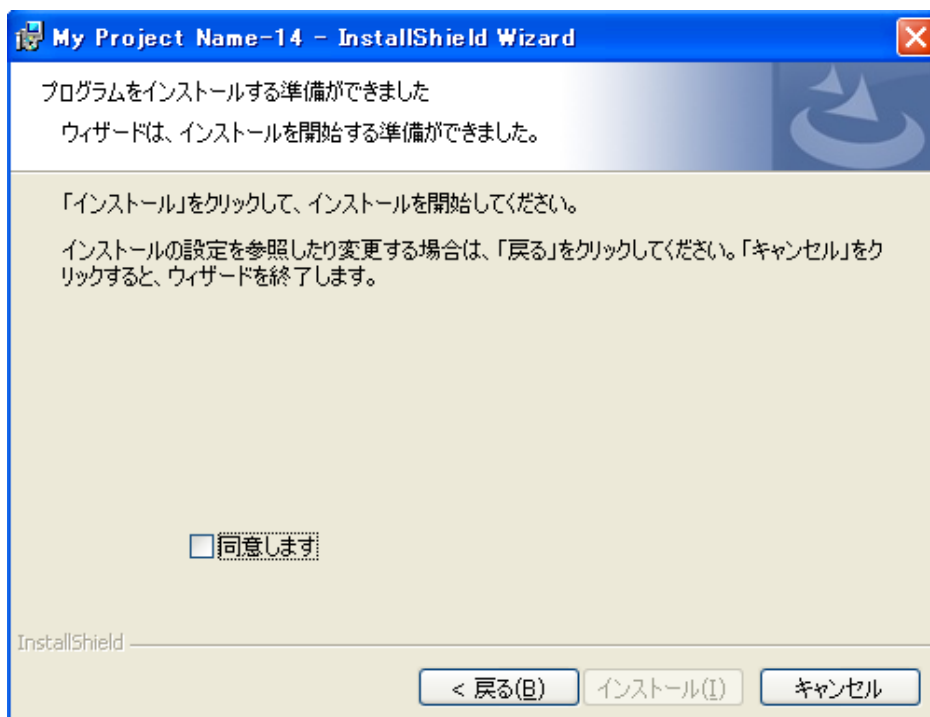 My Project Name-14 - InstallShield Wizard
プログラムをインストールする準備ができました
ウィザードは、インストールを開始する準備ができました。
「インストール」をクリックして、インストールを開始してください。
インストールの設定を参照したり変更する場合は、「戻る」をクリックしてください。「キャンセル」をク
リックすると、ウィザードを終了します。
同意します
InstallShield
< 戻る(B) インストール(I) キャンセル